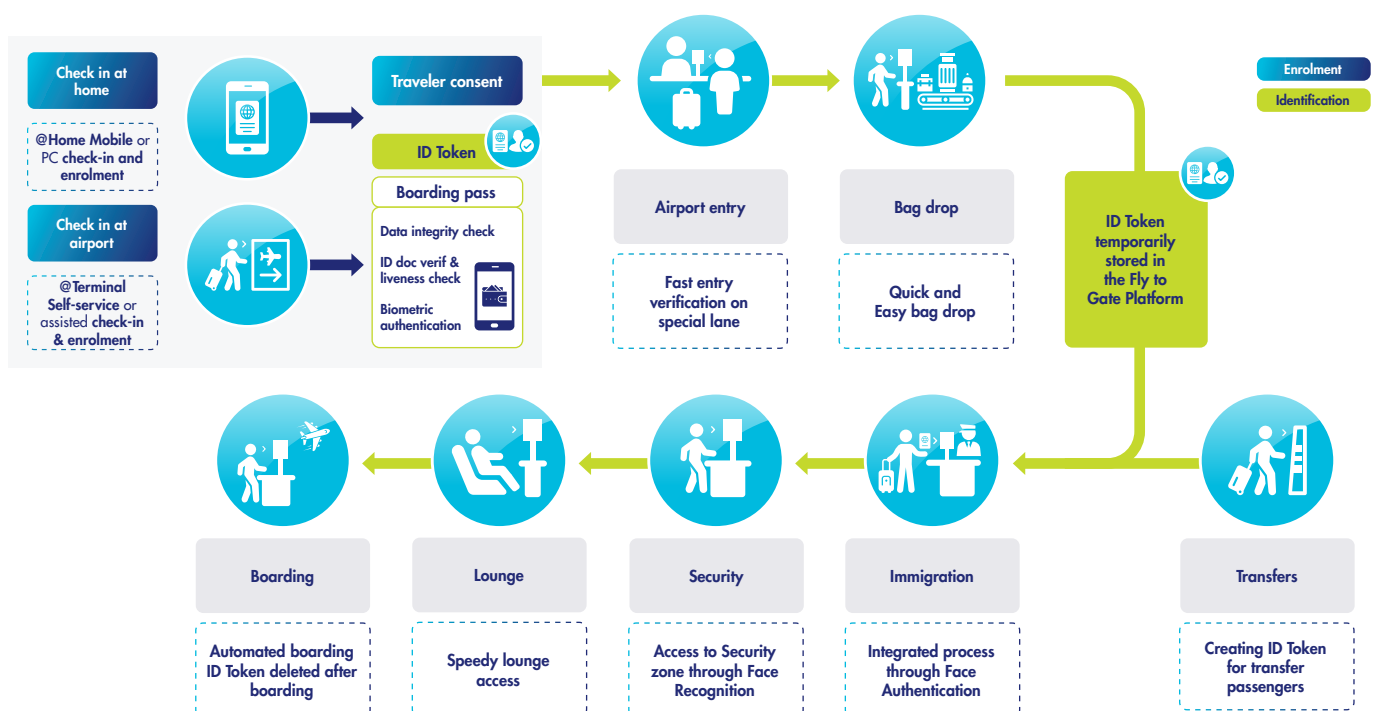 Check in at
home
@Home Mobile or
PC check-in and
enrolment
Check in at
airport
@Terminal
Self-service or
assisted check-in
& enrolment
Traveler consent
ID Token
Boarding pass
Data integrity check
ID doc verif &
liveness check
Biometric
authentication
Airport entry
Fast entry
verification on
special lane
Bag drop
Quick and
Easy bag drop
Enrolment
Identification
ID Token
temporarily
stored in
the Fly to
Gate Platform
Boarding
Automated boarding
ID Token deleted after
boarding
Lounge
Speedy lounge
access
Security
Access to Security
zone through Face
Recognition
Immigration
Integrated process
through Face
Authentication
Transfers
Creating ID Token
for transfer
passengers